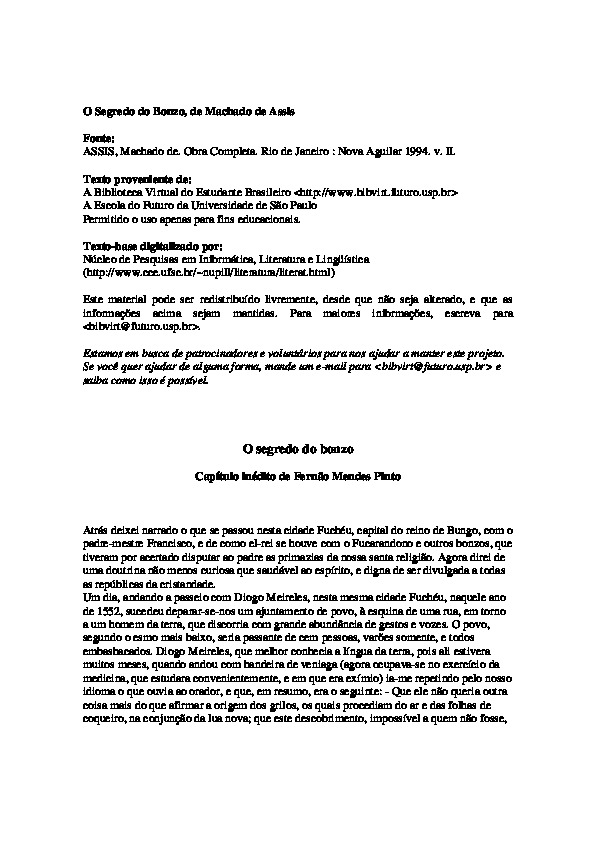 O Segredo do Bonzo, de Machado de Assis
Fonte:
ASSIS, Machado de. Obra Completa. Rio de Janeiro : Nova Aguilar 1994. v. II.
Texto proveniente de:
A Biblioteca Virtual do Estudante Brasileiro <http://www.bibvirt.futuro.usp.br>
A Escola do Futuro da Universidade de São Paulo
Permitido o uso apenas para fins educacionais.
Texto-base digitalizado por:
Núcleo de Pesquisas em Informática, Literatura e Lingüística
(http://www.cce.ufsc.br/~nupill/literatura/literat.html)
Este material pode ser redistribuído livremente, desde que não seja alterado, e que as
informações acima sejam mantidas. Para maiores informações, escreva para
<bibvirt@futuro.usp.br>.
Estamos em busca de patrocinadores e voluntários para nos ajudar a manter este projeto.
Se você quer ajudar de alguma forma, mande um e-mail para <bibvirt@futuro.usp.br> e
saiba como isso é possível.
O segredo do bonzo
Capítulo inédito de Fernão Mendes Pinto
Atrás deixei narrado o que se passou nesta cidade Fuchéu, capital do reino de Bungo, com o
padre-mestre Francisco, e de como el-rei se houve com o Fucarandono e outros bonzos, que
tiveram por acertado disputar ao padre as primazias da nossa santa religião. Agora direi de
uma doutrina não menos curiosa que saudável ao espírito, e digna de ser divulgada a todas
as repúblicas da cristandade.
Um dia, andando a passeio com Diogo Meireles, nesta mesma cidade Fuchéu, naquele ano
de 1552, sucedeu deparar-se-nos um ajuntamento de povo, à esquina de uma rua, em torno
a um homem da terra, que discorria com grande abundância de gestos e vozes. O povo,
segundo o esmo mais baixo, seria passante de cem pessoas, varões somente, e todos
embasbacados. Diogo Meireles, que melhor conhecia a língua da terra, pois ali estivera
muitos meses, quando andou com bandeira de veniaga (agora ocupava-se no exercício da
medicina, que estudara convenientemente, e em que era exímio) ia-me repetindo pelo nosso
idioma o que ouvia ao orador, e que, em resumo, era o seguinte: - Que ele não queria outra
coisa mais do que afirmar a origem dos grilos, os quais procediam do ar e das folhas de
coqueiro, na conjunção da lua nova; que este descobrimento, impossível a quem não fosse,